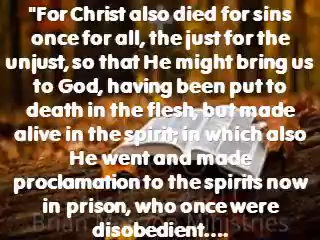 "For Christ also died for sins
once for all, the just for the
unjust, so that He might bring us
to God, having been put to
death in the flesh, but made
alive in the spirit; in which also
He went and made
proclamation to the spirits now
in prison, who once were
disobedient....
Ministries